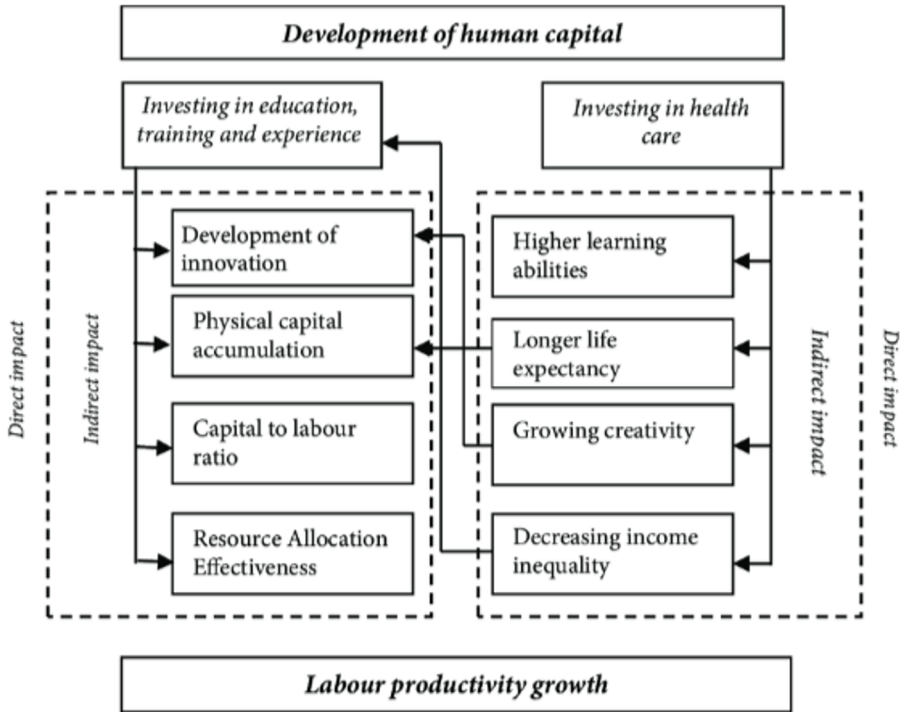 Development of human capital
Investing in education,
training and experience
Investing in health
care
Direct impact
Indirect impact
Development of
innovation
Physical capital
accumulation
Capital to labour
ratio
Resource Allocation
Effectiveness
Higher learning
abilities
Longer life
expectancy
Growing creativity
Decreasing income
inequality
Indirect impact
Direct impact
Labour productivity growth